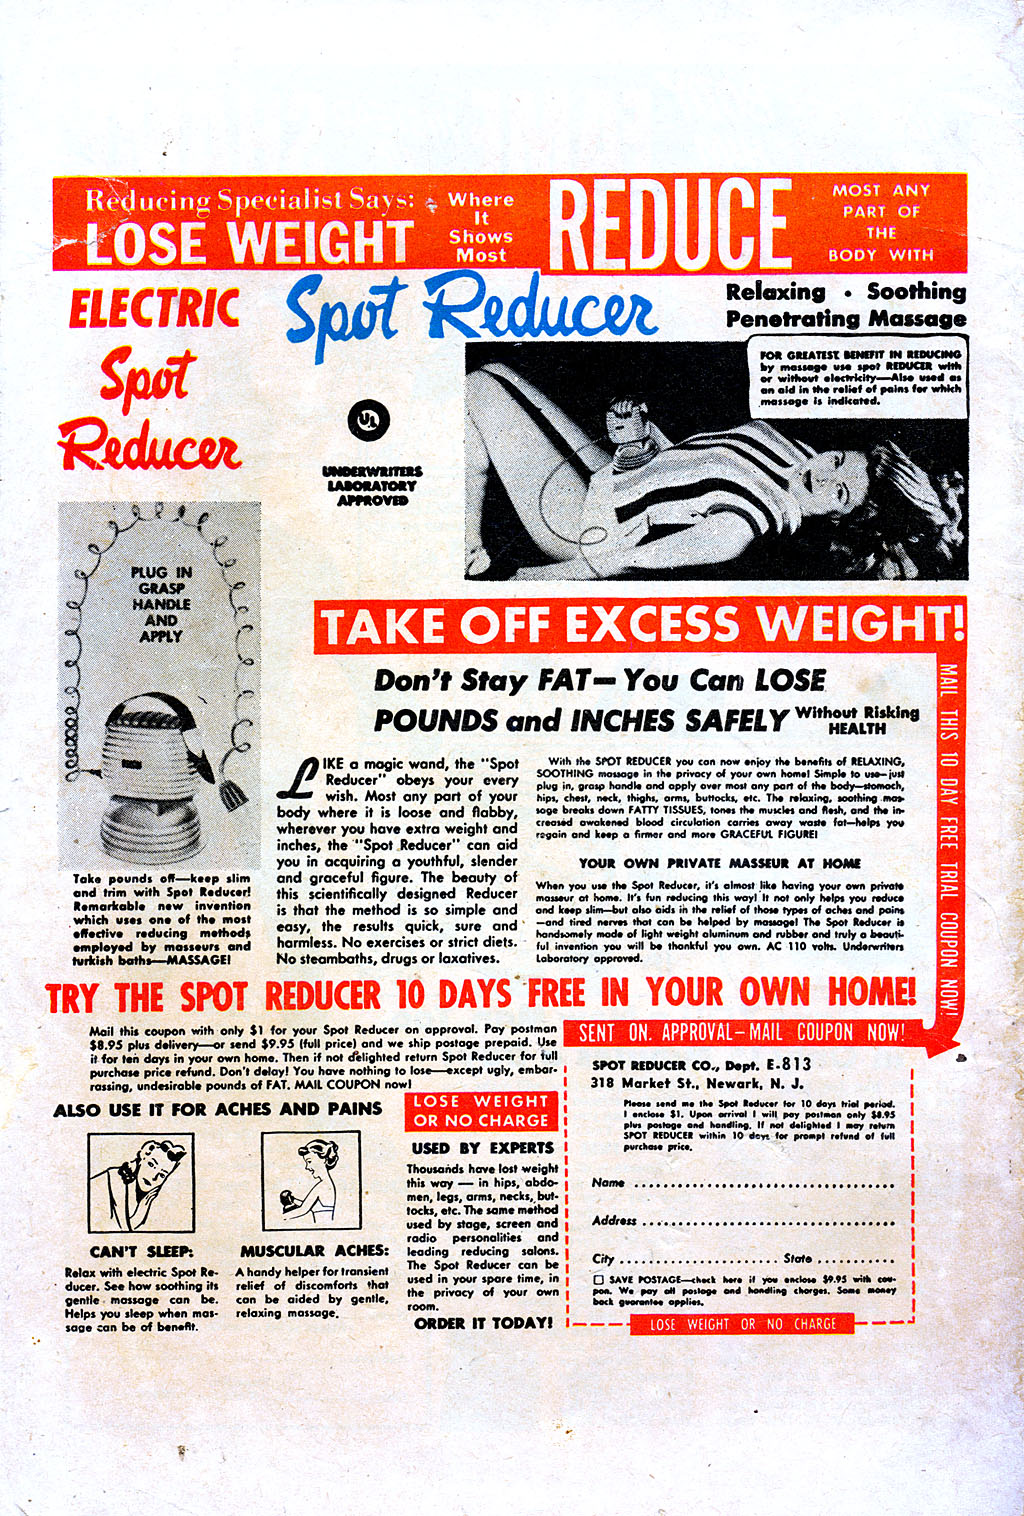 Reducing Specialist Says:
LOSE WEIGHT
Where
It
Shows
Most
REDUCE
MOST ANY
PART OF
THE
BODY WITH
ELECTRIC
Spot
Reducer
Spot Reducer
Relaxing • Soothing
Penetrating Massage
FOR GREATEST BENEFIT IN REDUCING
by massage use spot REDUCER with
or without electricity—Also used as
an aid in the relief of pains for which
massage is indicated.
UL
UNDERWRITERS
LABORATORY
APPROVED
PLUG IN
GRASP
HANDLE
AND
APPLY
Take pounds off—keep slim
and trim with Spot Reducer!
Remarkable new invention
which uses one of the most
effective reducing methods
employed by masseurs and
turkish baths—MASSAGE!
TAKE OFF EXCESS WEIGHT!
Don't Stay FAT—You Can LOSE
POUNDS and INCHES SAFELY Without Risking
HEALTH
MAIL THIS 10 DAY FREE TRIAL COUPON NOW!
LIKE a magic wand, the "Spot
Reducer" obeys your every
wish. Most any part of your
body where it is loose and flabby,
wherever you have extra weight and
inches, the "Spot Reducer" can aid
you in acquiring a youthful, slender
and graceful figure. The beauty of
this scientifically designed Reducer
is that the method is so simple and
easy, the results quick, sure and
harmless. No exercises or strict diets.
No steambaths, drugs or laxatives.
With the SPOT REDUCER you can now enjoy the benefits of RELAXING,
SOOTHING massage in the privacy of your own home! Simple to use—just
plug in, grasp handle and apply over most any part of the body—stomach,
hips, chest, neck, thighs, arms, buttocks, etc. The relaxing, soothing mas-
sage breaks down FATTY TISSUES, tones the muscles and flesh, and the in-
creased awakened blood circulation carries away waste fat—helps you
regain and keep a firmer and more GRACEFUL FIGURE!
YOUR OWN PRIVATE MASSEUR AT HOME
When you use the Spot Reducer, it's almost like having your own private
masseur at home. It's fun reducing this way! It not only helps you reduce
and keep slim—but also aids in the relief of those types of aches and pains
—and tired nerves that can be helped by massage! The Spot Reducer is
handsomely made of light weight aluminum and rubber and truly a beauti-
ful invention you will be thankful you own. AC 110 volts. Underwriters
Laboratory approved.
TRY THE SPOT REDUCER 10 DAYS FREE IN YOUR OWN HOME!
Mail this coupon with only $1 for your Spot Reducer on approval. Pay postman
$8.95 plus delivery—or send $9.95 (full price) and we ship postage prepaid. Use
it for ten days in your own home. Then if not delighted return Spot Reducer for full
purchase price refund. Don't delay! You have nothing to lose—except ugly, embar-
rassing, undesirable pounds of FAT. MAIL COUPON now!
ALSO USE IT FOR ACHES AND PAINS
CAN'T SLEEP:
Relax with electric Spot Re-
ducer. See how soothing its
gentle massage can be.
Helps you sleep when mas-
sage can be of benefit.
MUSCULAR ACHES:
A handy helper for transient
relief of discomforts that
can be aided by gentle,
relaxing massage.
LOSE WEIGHT
OR NO CHARGE
USED BY EXPERTS
Thousands have lost weight
this way — in hips, abdo-
men, legs, arms, necks, but-
tocks, etc. The same method
used by stage, screen and
radio personalities and
leading reducing salons.
The Spot Reducer can be
used in your spare time, in
the privacy of your own
room.
ORDER IT TODAY!
SENT ON APPROVAL—MAIL COUPON NOW!
SPOT REDUCER CO., Dept. E-813
318 Market St., Newark, N. J.
Please send me the Spot Reducer for 10 days trial period.
I enclose $1. Upon arrival I will pay postman only $8.95
plus postage and handling. If not delighted I may return
SPOT REDUCER within 10 days for prompt refund of full
purchase price.
Name
Address
City State
SAVE POSTAGE—check here if you enclose $9.95 with cou-
pon. We pay all postage and handling charges. Same money
back guarantee applies.
LOSE WEIGHT OR NO CHARGE